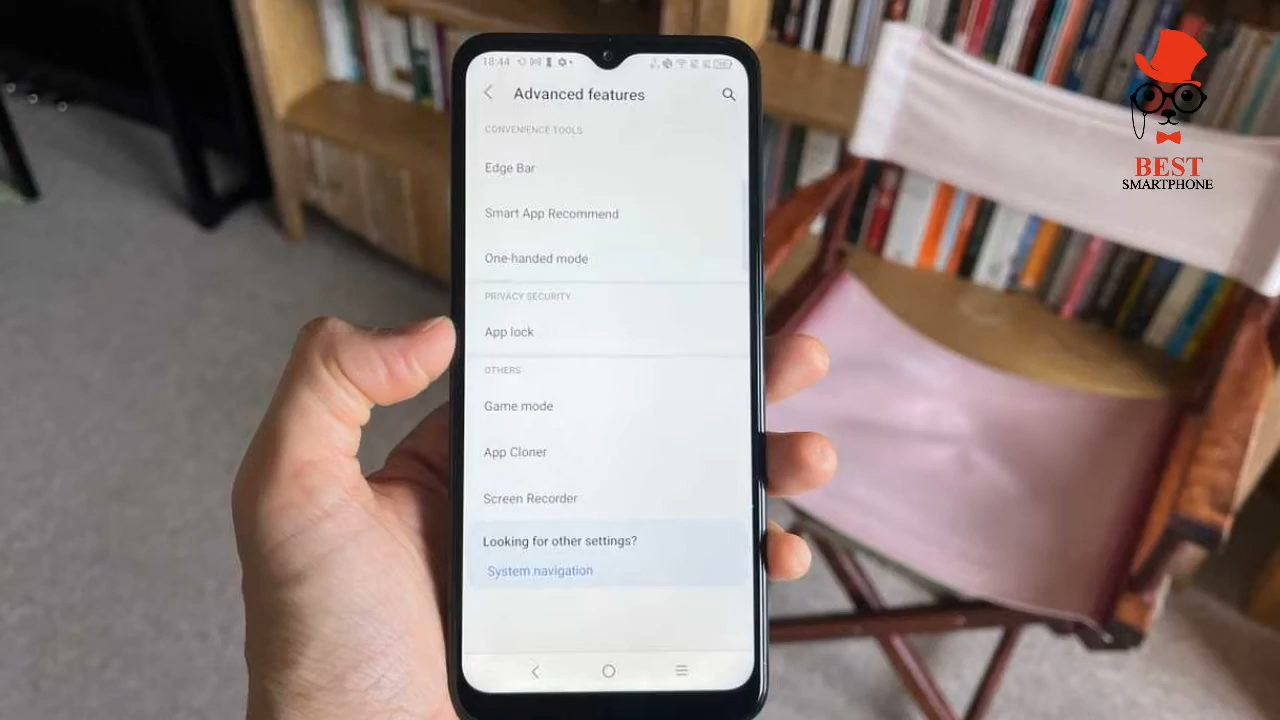 18:44
Advanced features
CONVENIENCE TOOLS
Edge Bar
Smart App Recommend
One-handed mode
PRIVACY SECURITY
App lock
OTHERS
Game mode
App Cloner
Screen Recorder
Looking for other settings?
System navigation
BEST
SMARTPHONE